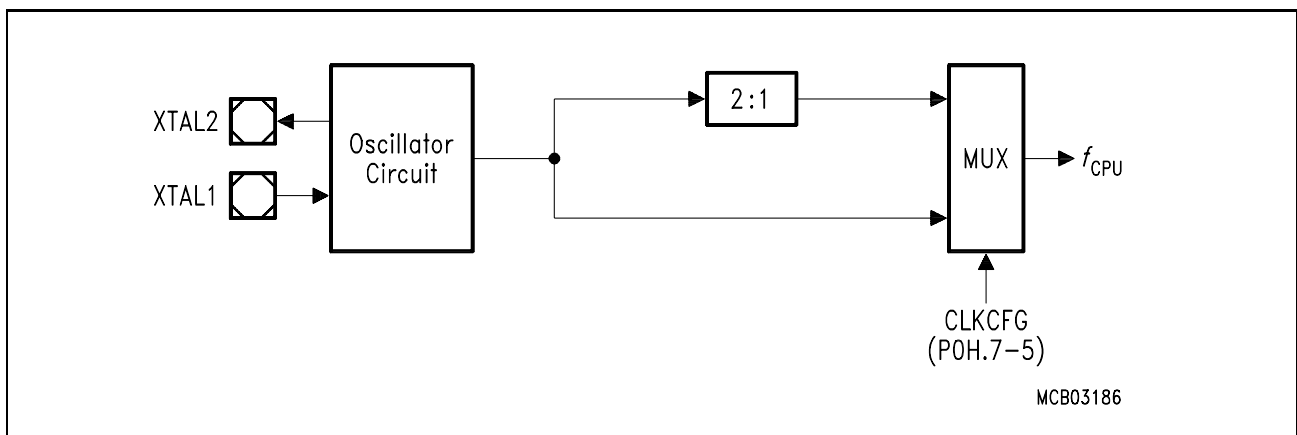 XTAL2
XTAL1
Oscillator
Circuit
2:1
MUX
fCPU
CLKCFG
(P0H.7-5)
MCB03186